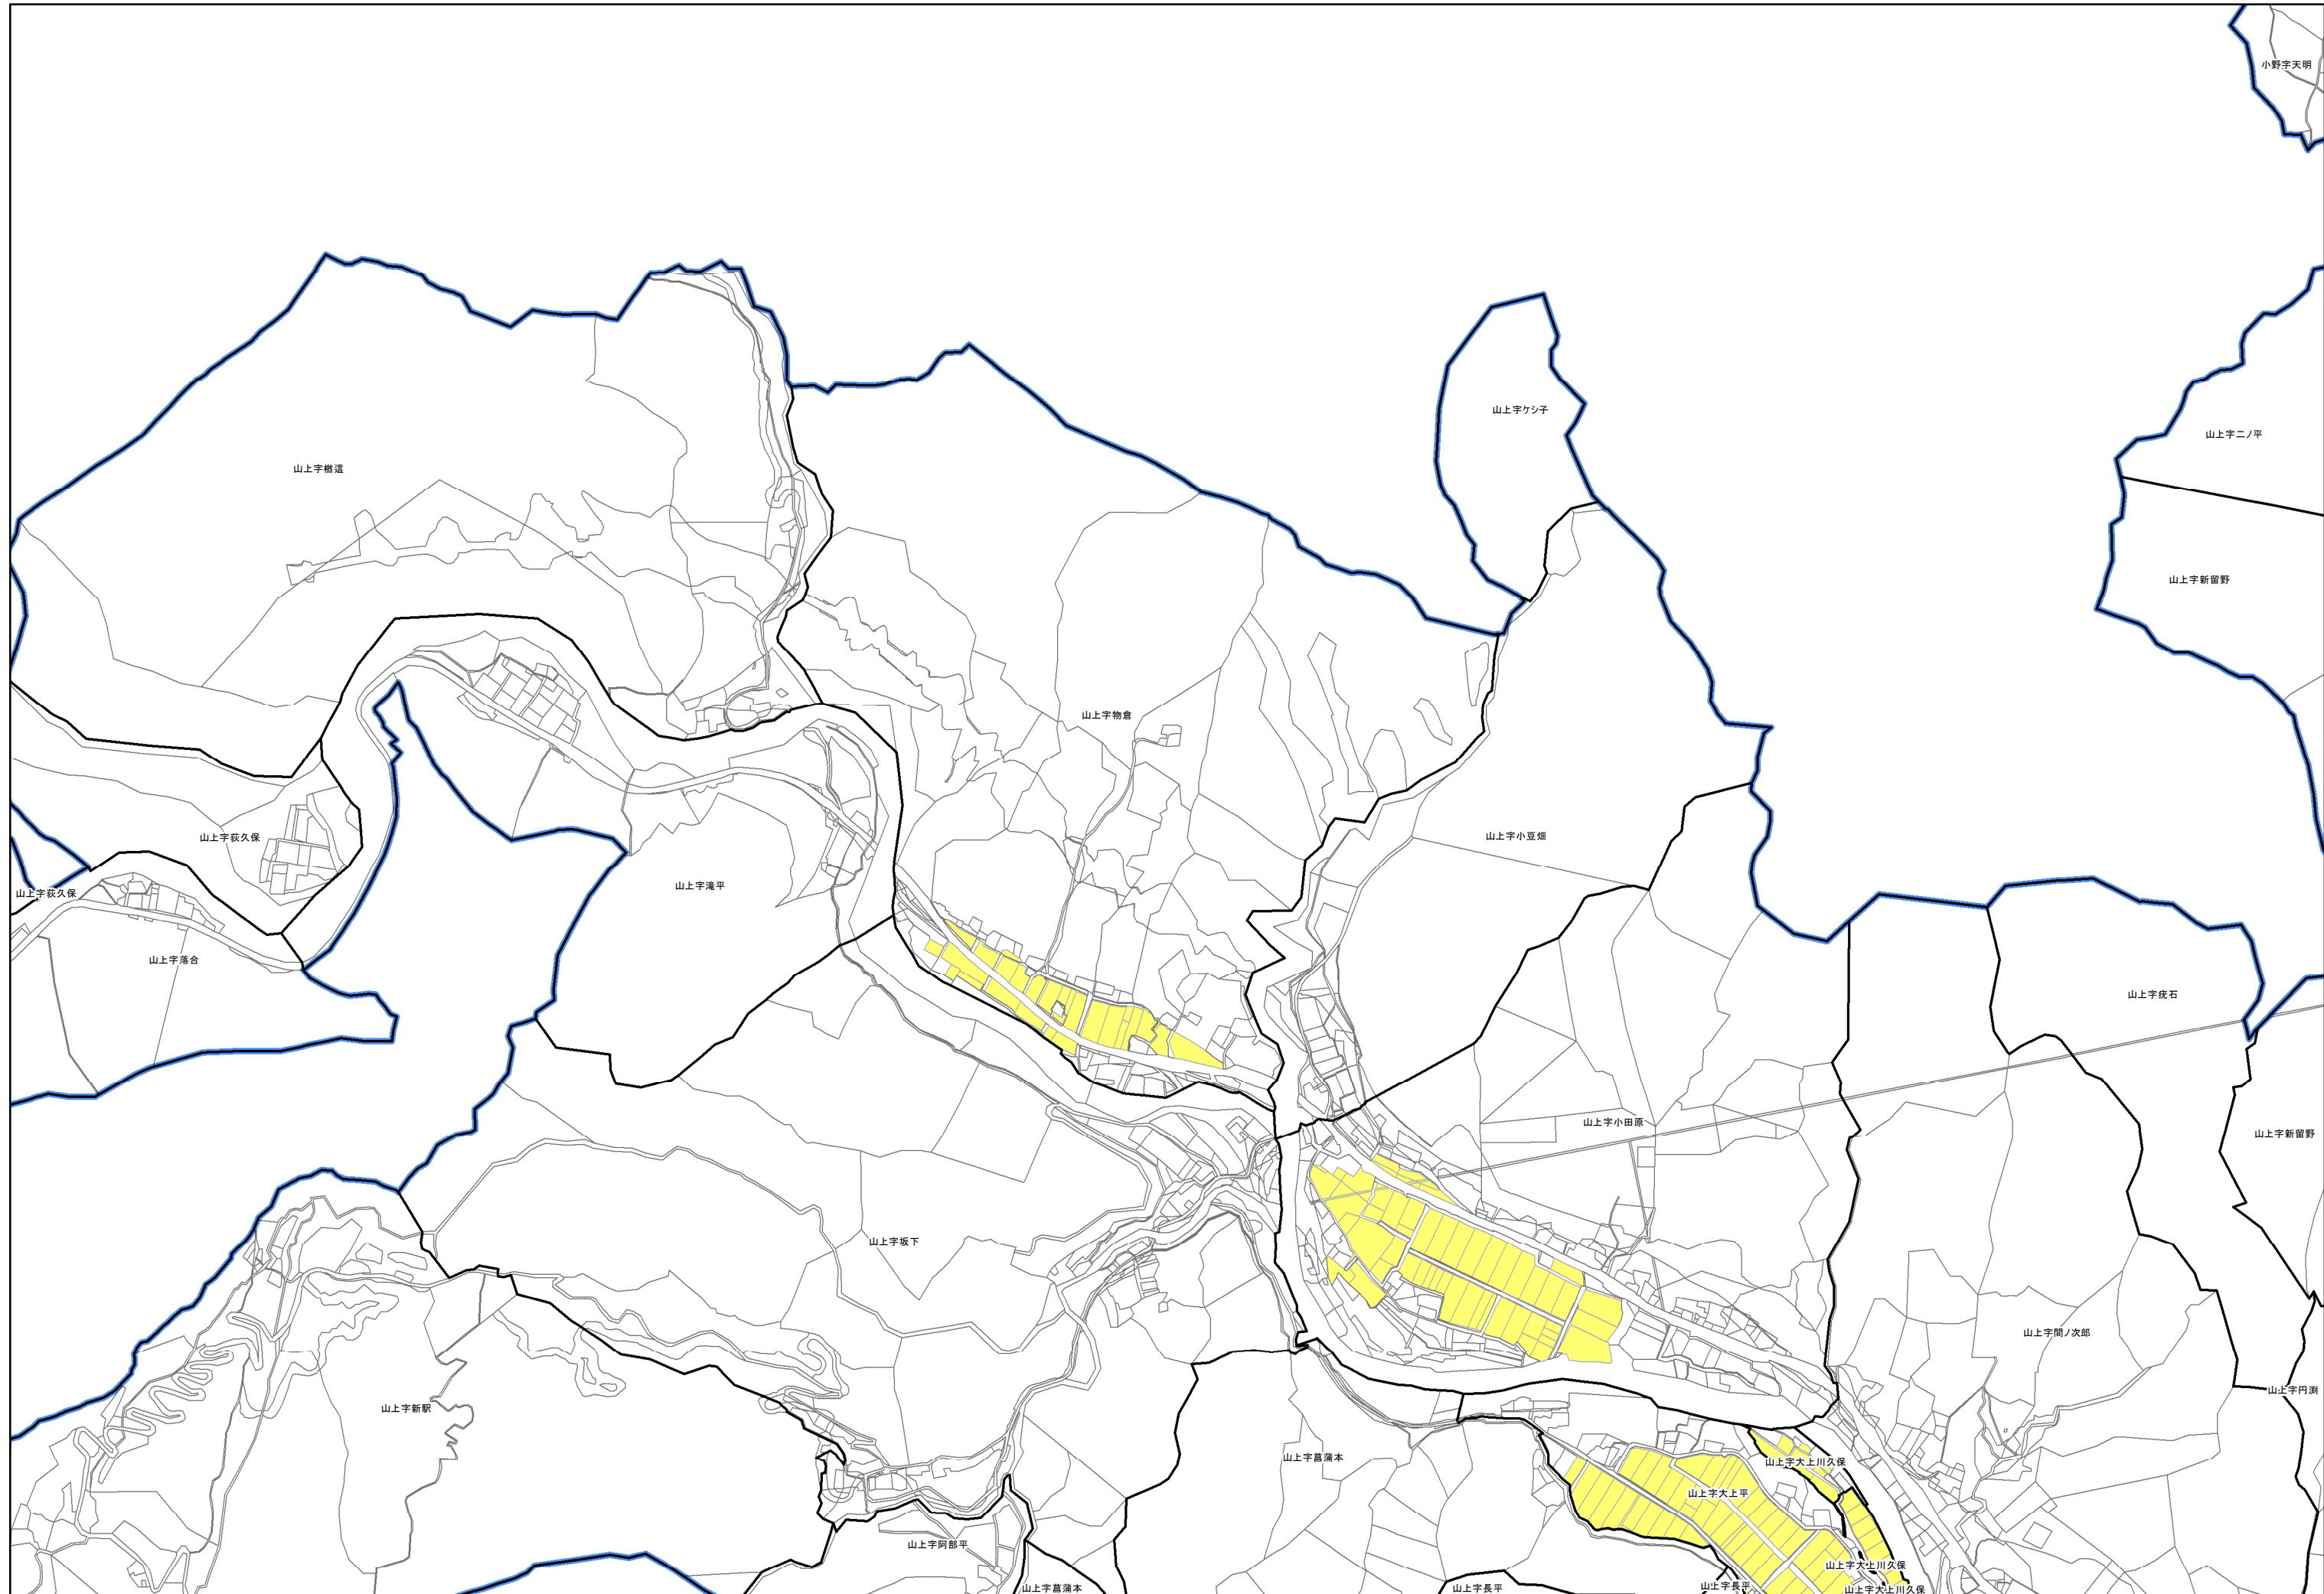 小野字天明
山上字ケシ子
山上字二ノ平
山上字楢這
山上字新留野
山上字物倉
山上字荻久保
山上字小豆畑
山上字滝平
山上字荻久保
山上字落合
山上字疣石
山上字小田原
山上字新留野
山上字坂下
山上字間ノ次郎
山上字円渕
山上字新駅
山上字菖蒲本
山上字大上川久保
山上字大上平
山上字阿部平
山上字大上川久保
山上字菖蒲本
山上字長平
山上字長平
山上字大上川久保